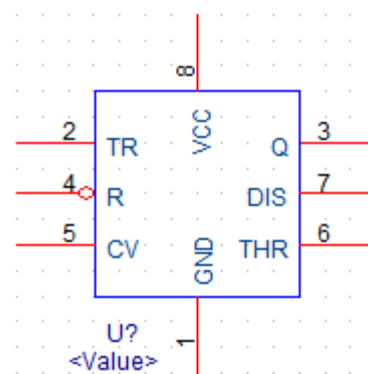 8
VCC
2 TR Q 3
4 R DIS 7
5 CV THR 6
GND
1
U?
<Value>